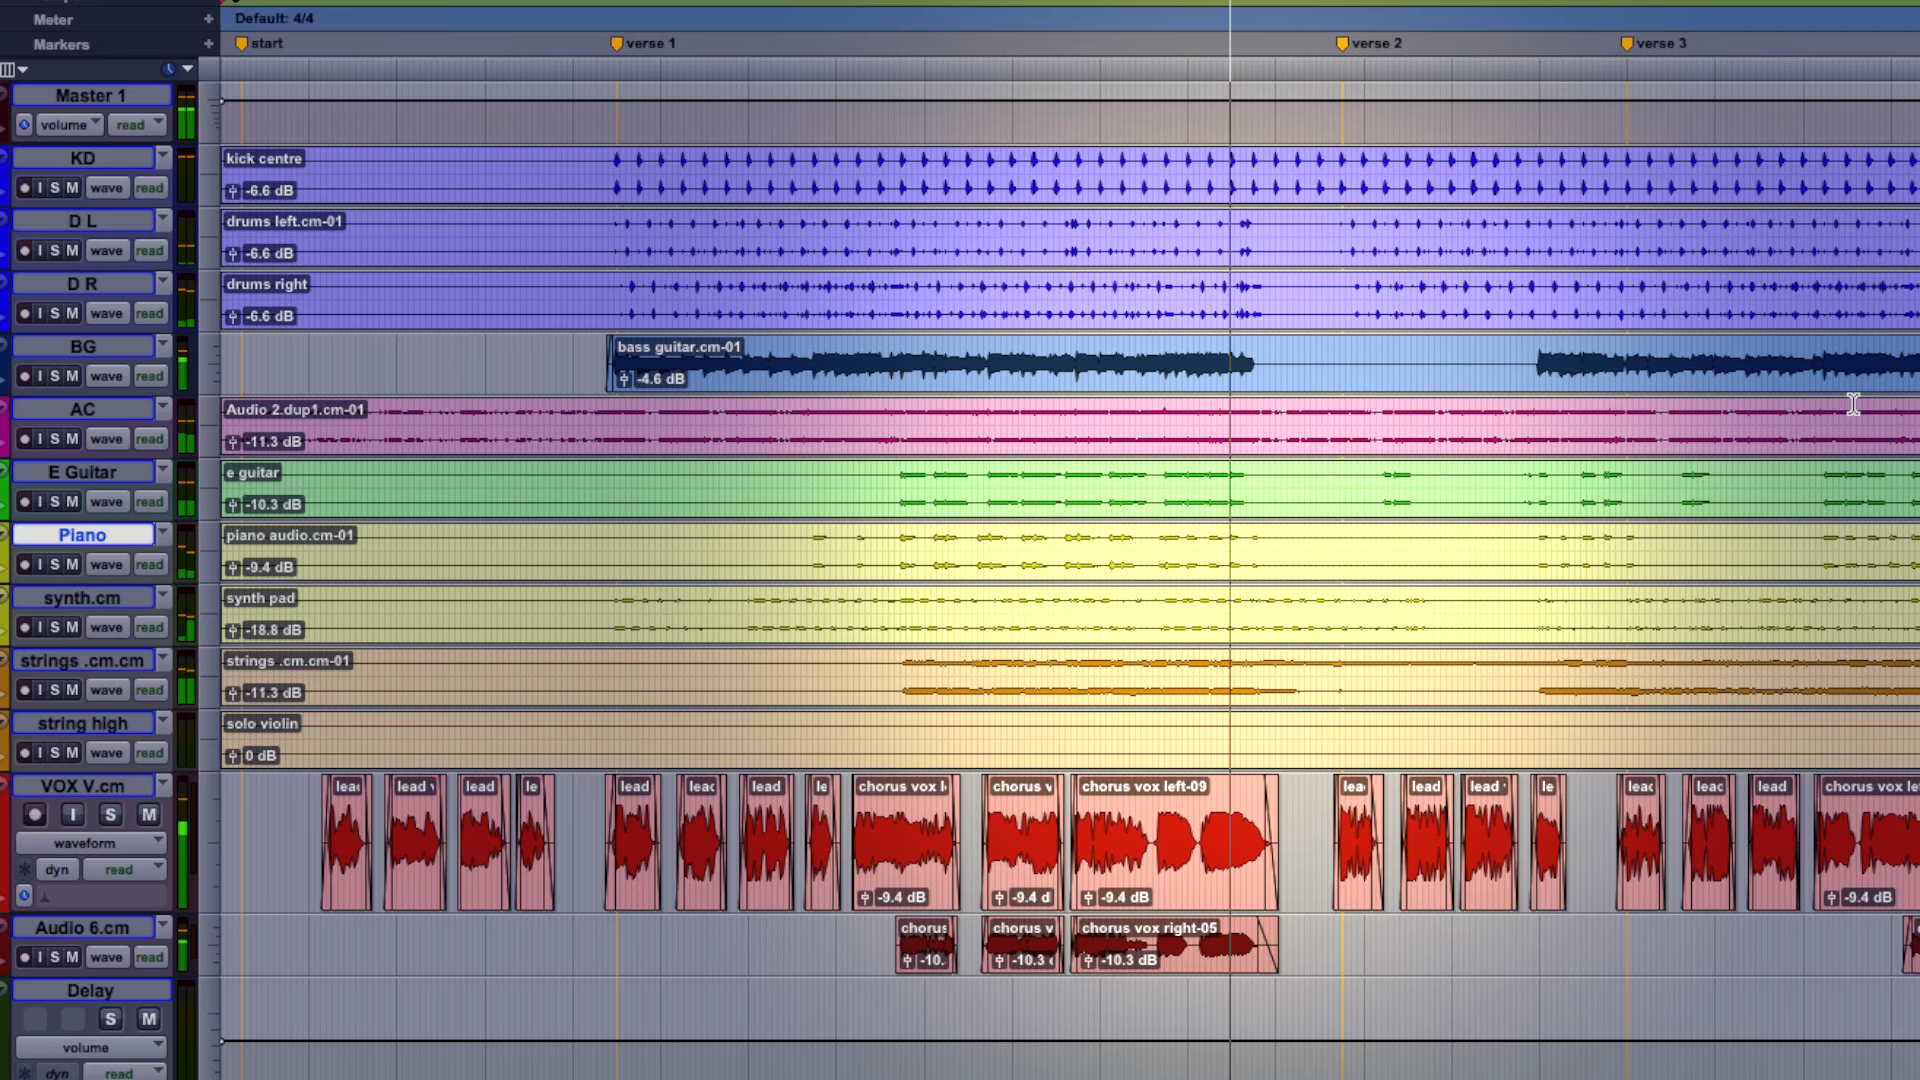 Meter +
Default: 4/4
Markers +
start verse 1 verse 2 verse 3
Master 1
volume read
KD
I S M wave read
kick centre
-6.6 dB
D L
I S M wave read
drums left.cm-01
-6.6 dB
D R
I S M wave read
drums right
-6.6 dB
BG
I S M wave read
bass guitar.cm-01
-4.6 dB
AC
I S M wave read
Audio 2.dup1.cm-01
-11.3 dB
E Guitar
I S M wave read
e guitar
-10.3 dB
Piano
I S M wave read
piano audio.cm-01
-9.4 dB
synth.cm
I S M wave read
synth pad
-18.8 dB
strings .cm.cm
I S M wave read
strings .cm.cm-01
-11.3 dB
string high
I S M wave read
solo violin
0 dB
VOX V.cm
I S M
waveform
dyn read
lead lead v lead le lead lead lead le chorus vox l chorus v chorus vox left-09 lea lead lead le lead lead lead chorus vox le
-9.4 dB -9.4 d -9.4 dB -9.4 dB
Audio 6.cm
I S M wave read
chorus chorus v chorus vox right-05
-10. -10.3 -10.3 dB
Delay
S M
volume
dyn read